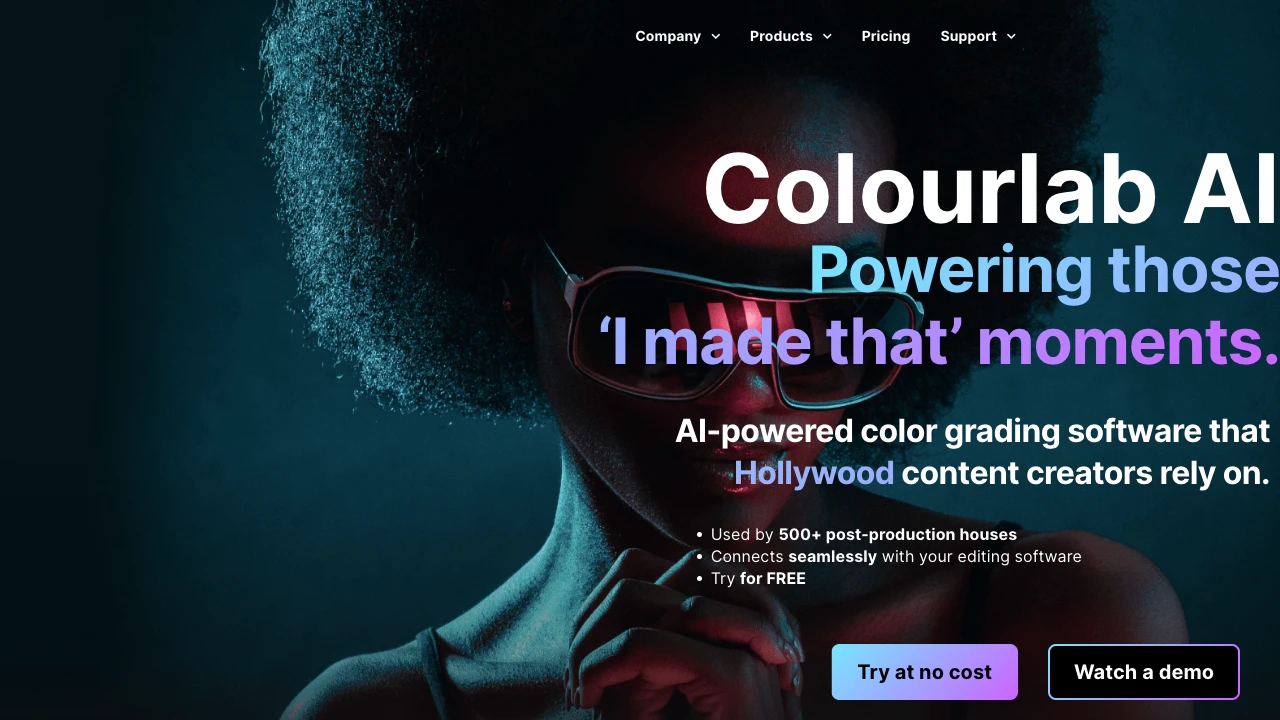 Company
Products
Pricing
Support
Colourlab AI
Powering those
‘I made that’ moments.
AI-powered color grading software that
Hollywood content creators rely on.
• Used by 500+ post-production houses
• Connects seamlessly with your editing software
• Try for FREE
Try at no cost
Watch a demo